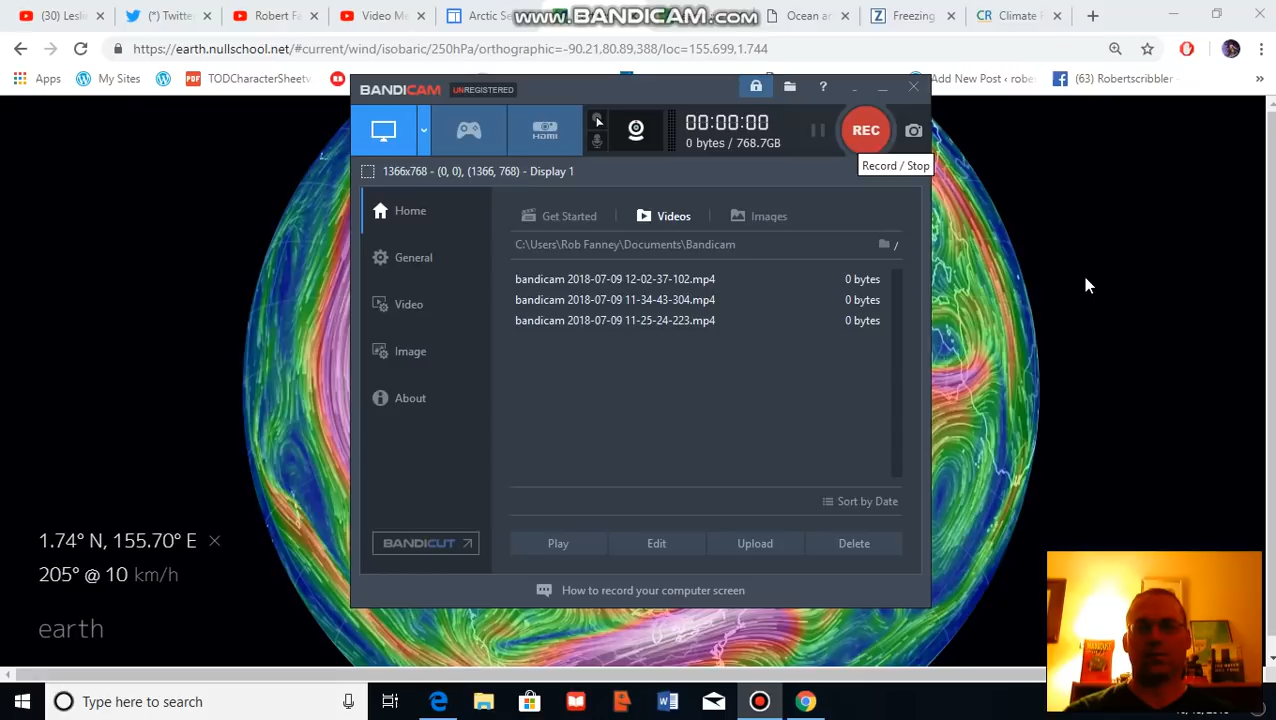 www.BANDICAM.com
(30) Lesli
(1) *Twitte
Robert Fa
Video Me
Arctic Se
Ocean an
Freezing
Climate R
https://earth.nullschool.net/#current/wind/isobaric/250hPa/orthographic=-90.21,80.89,388/loc=155.699,1.744
Apps
My Sites
TODCharacterSheetv
Add New Post ‹ rober
(63) Robertscribbler -
BANDICAM
UNREGISTERED
HDMI
00:00:00
0 bytes / 768.7GB
REC
Record / Stop
1366x768 - (0, 0), (1366, 768) - Display 1
Home
General
Video
Image
About
BANDICUT
Get Started
Videos
Images
C:\Users\Rob Fanney\Documents\Bandicam
bandicam 2018-07-09 12-02-37-102.mp4 0 bytes
bandicam 2018-07-09 11-34-43-304.mp4 0 bytes
bandicam 2018-07-09 11-25-24-223.mp4 0 bytes
Sort by Date
Play Edit Upload Delete
How to record your computer screen
1.74° N, 155.70° E ×
205° @ 10 km/h
earth
Type here to search